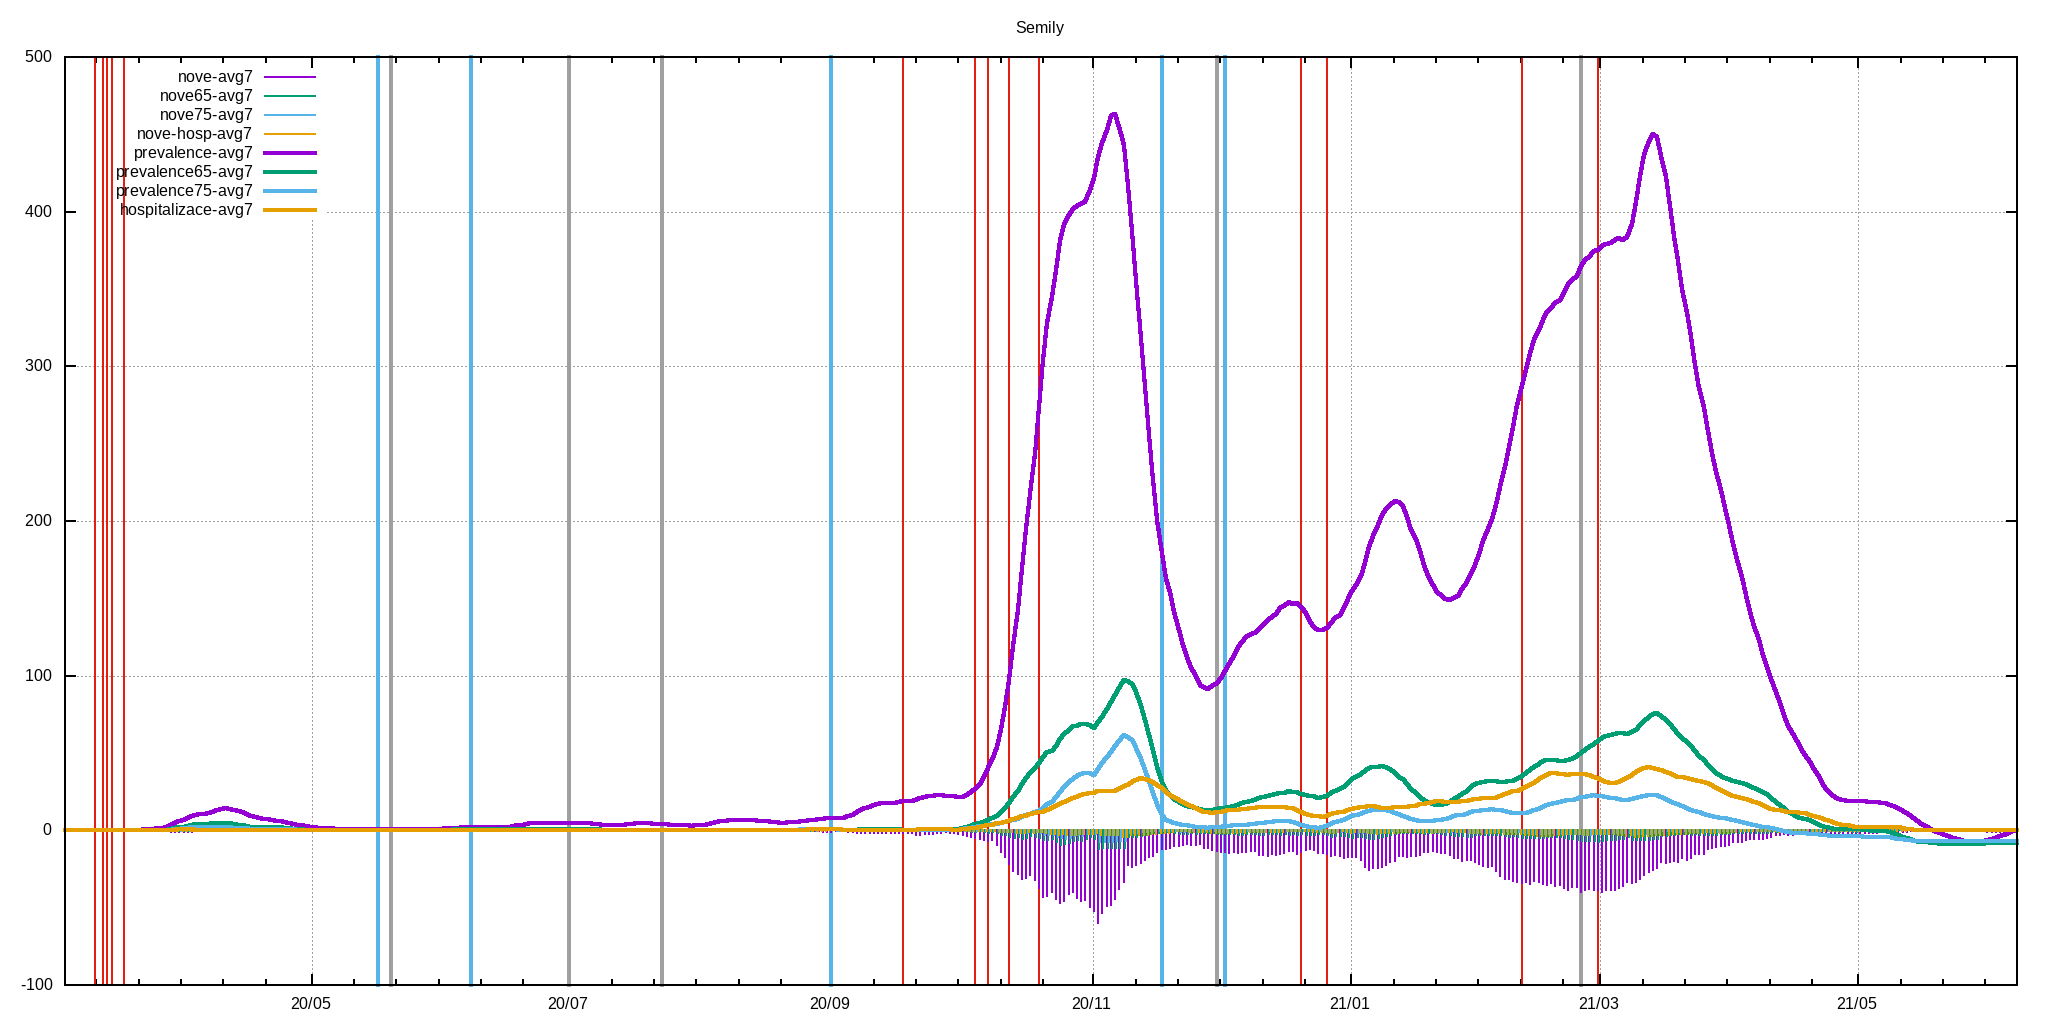 Semily
500
400
300
200
100
0
-100
nove-avg7
nove65-avg7
nove75-avg7
nove-hosp-avg7
prevalence-avg7
prevalence65-avg7
prevalence75-avg7
hospitalizace-avg7
20/05
20/07
20/09
20/11
21/01
21/03
21/05